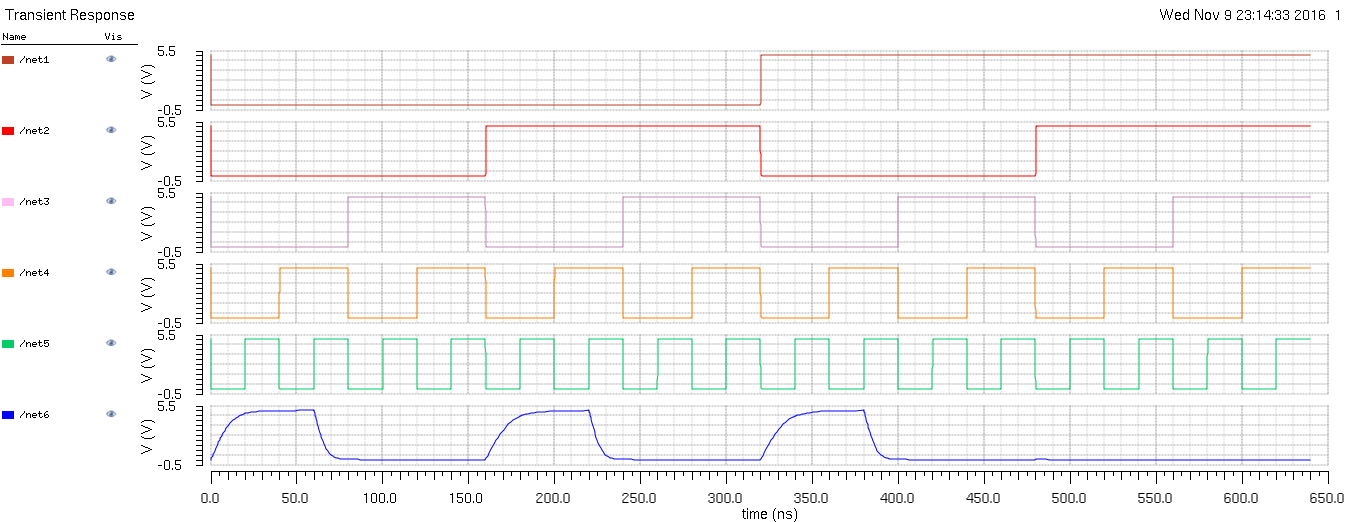 Transient Response Wed Nov 9 23:14:33 2016 1
Name Vis
/net1
5.5
V (V)
-0.5
/net2
5.5
V (V)
-0.5
/net3
5.5
V (V)
-0.5
/net4
5.5
V (V)
-0.5
/net5
5.5
V (V)
-0.5
/net6
5.5
V (V)
-0.5
0.0 50.0 100.0 150.0 200.0 250.0 300.0 350.0 400.0 450.0 500.0 550.0 600.0 650.0
time (ns)